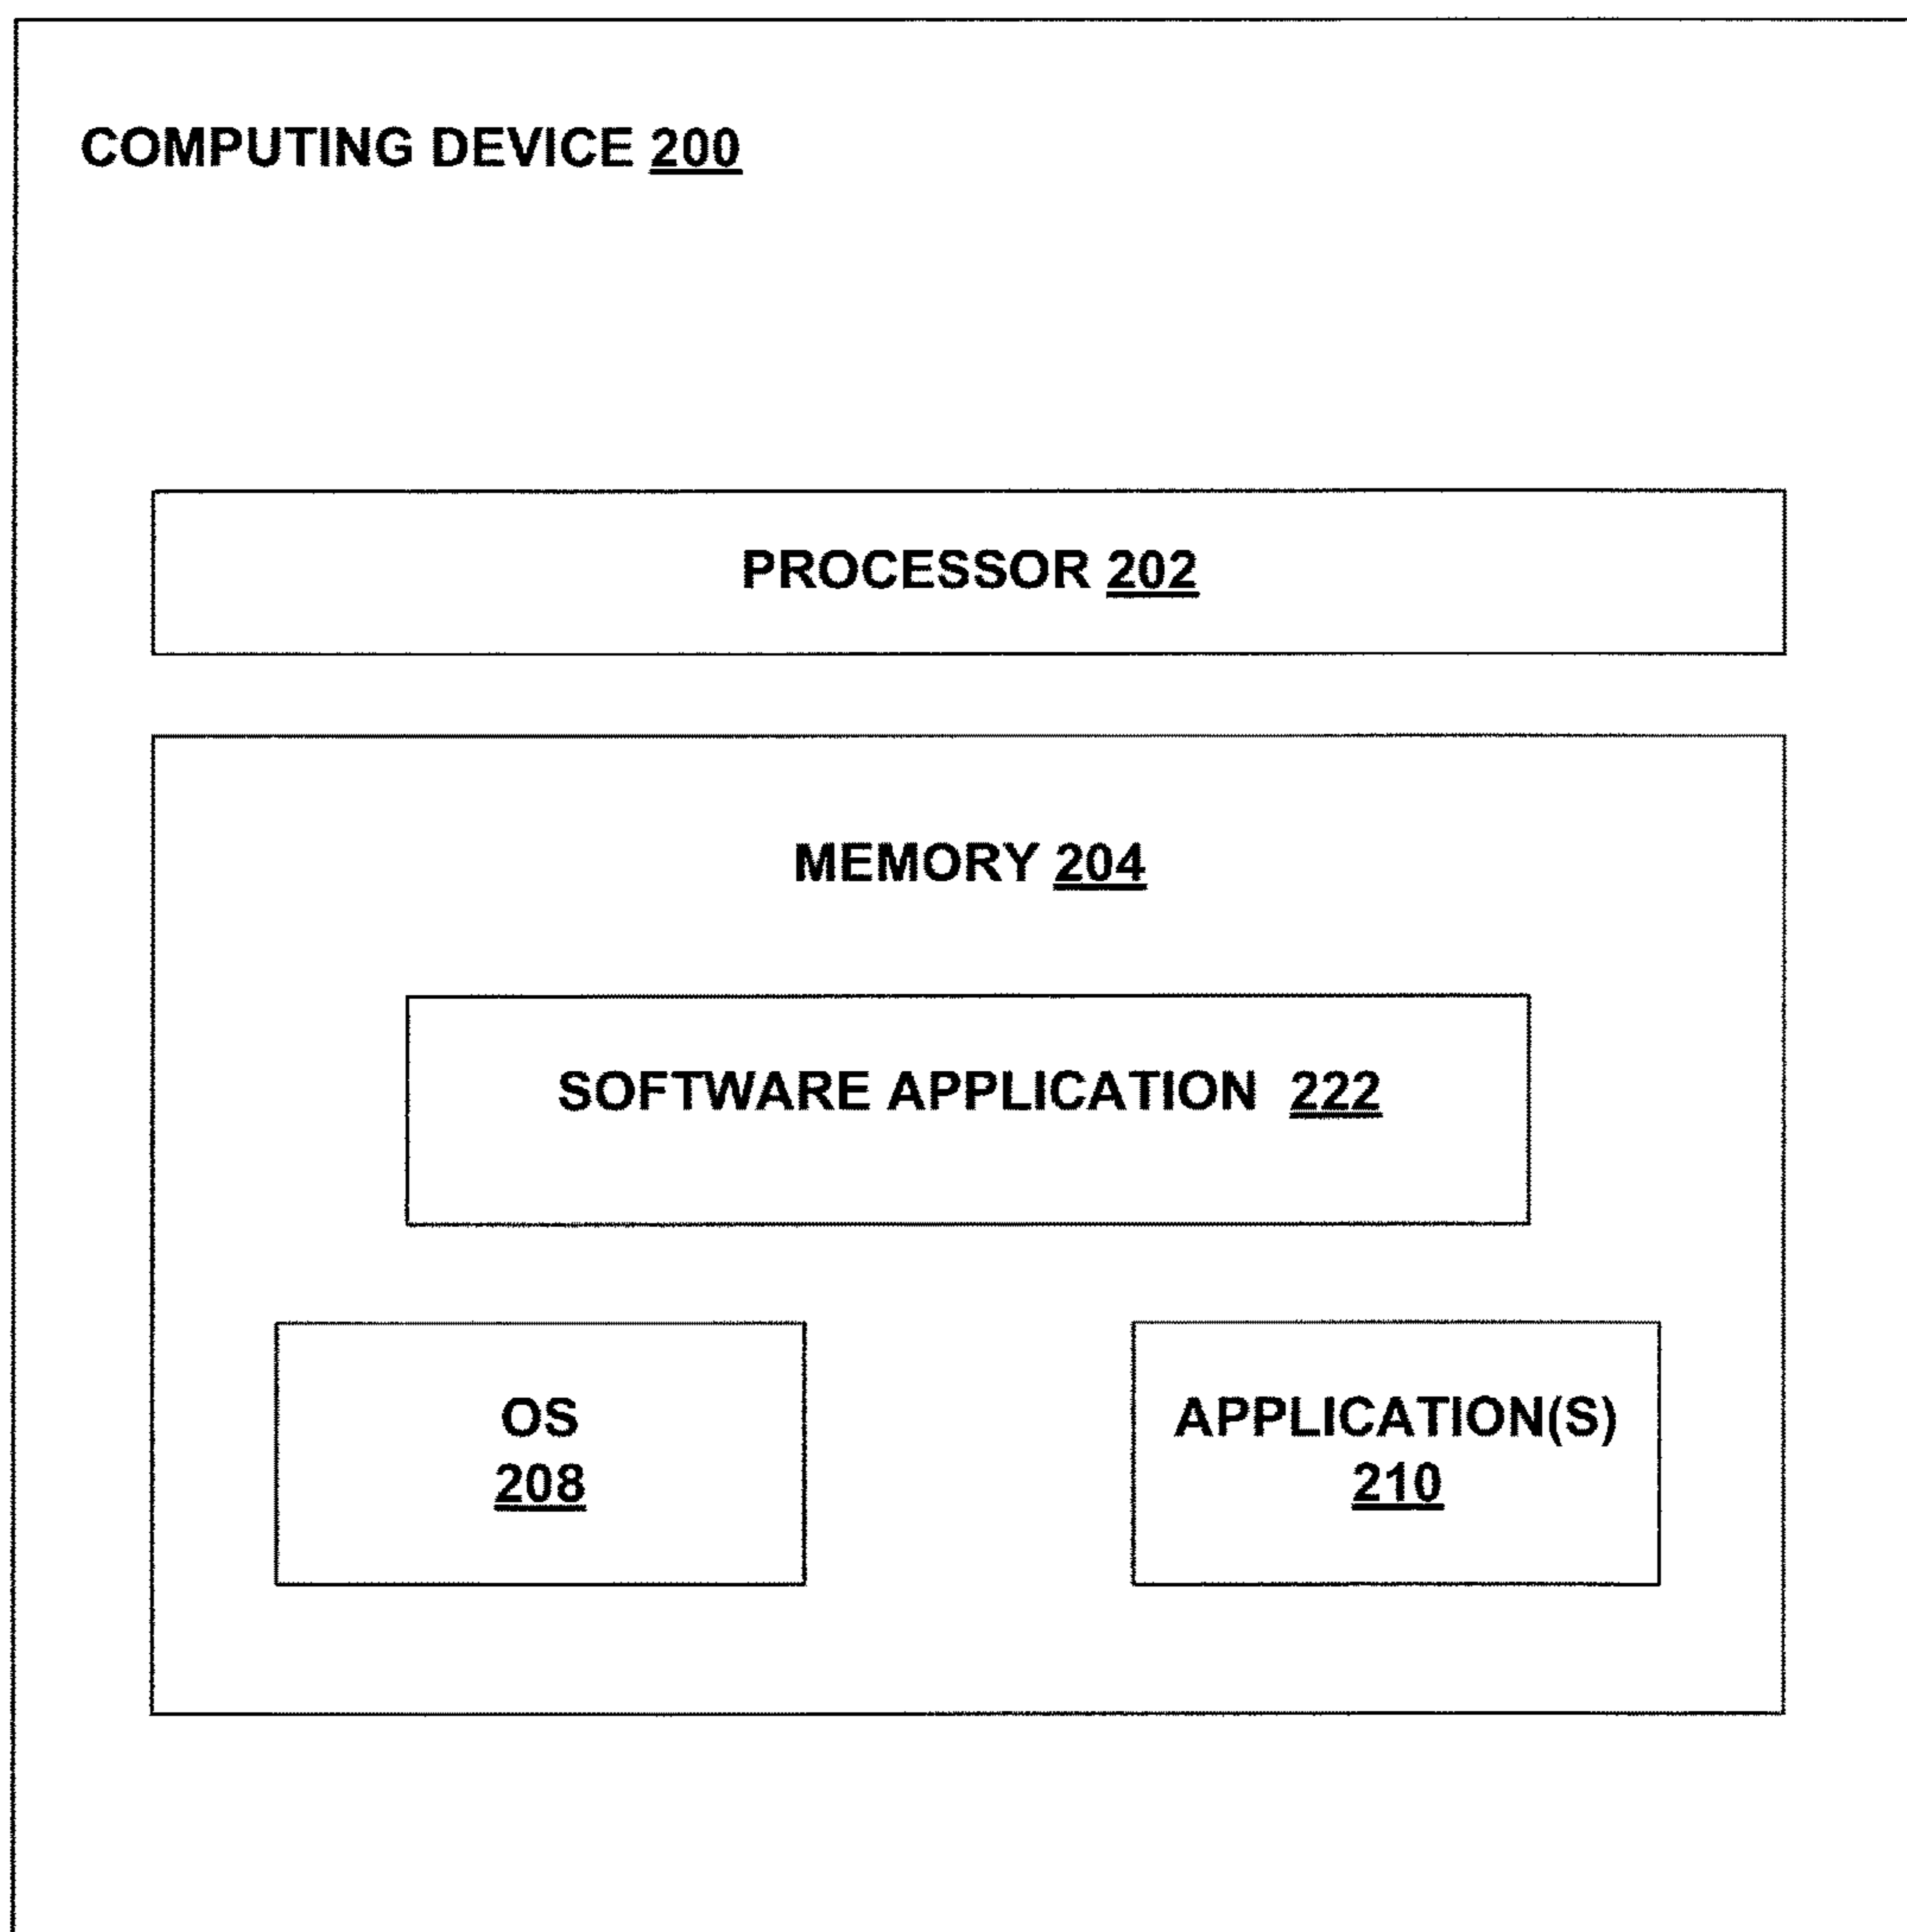 COMPUTING DEVICE 200
PROCESSOR 202
MEMORY 204
SOFTWARE APPLICATION 222
OS
208
APPLICATION(S)
210